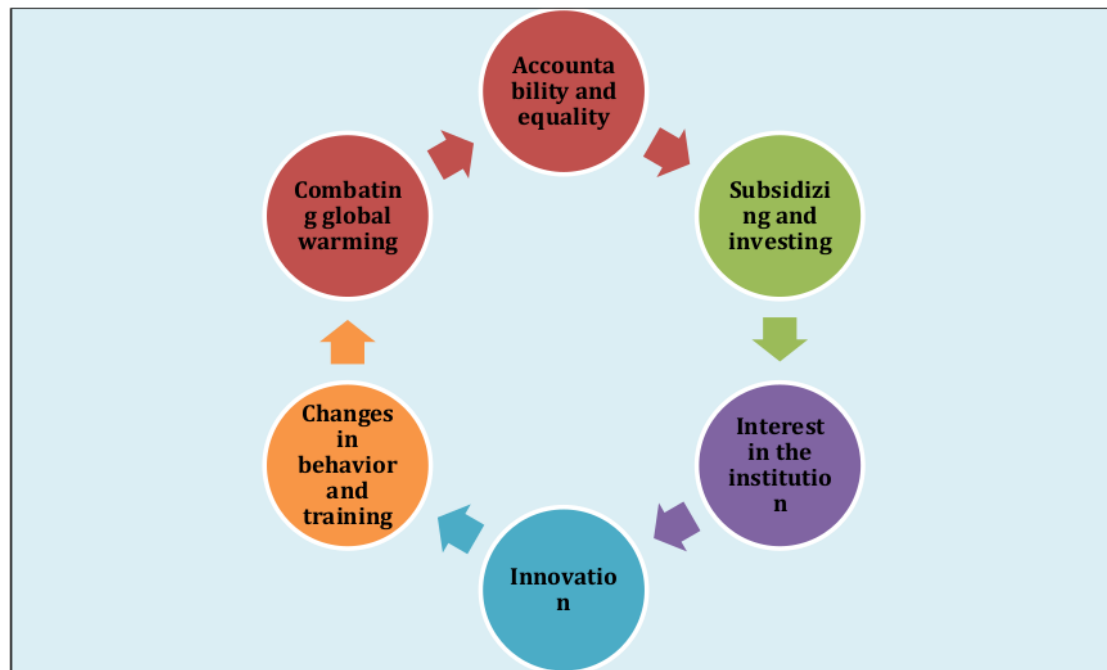 Accounta
bility and
equality
Subsidizi
ng and
investing
Interest
in the
institutio
n
Innovatio
n
Changes
in
behavior
and
training
Combatin
g global
warming